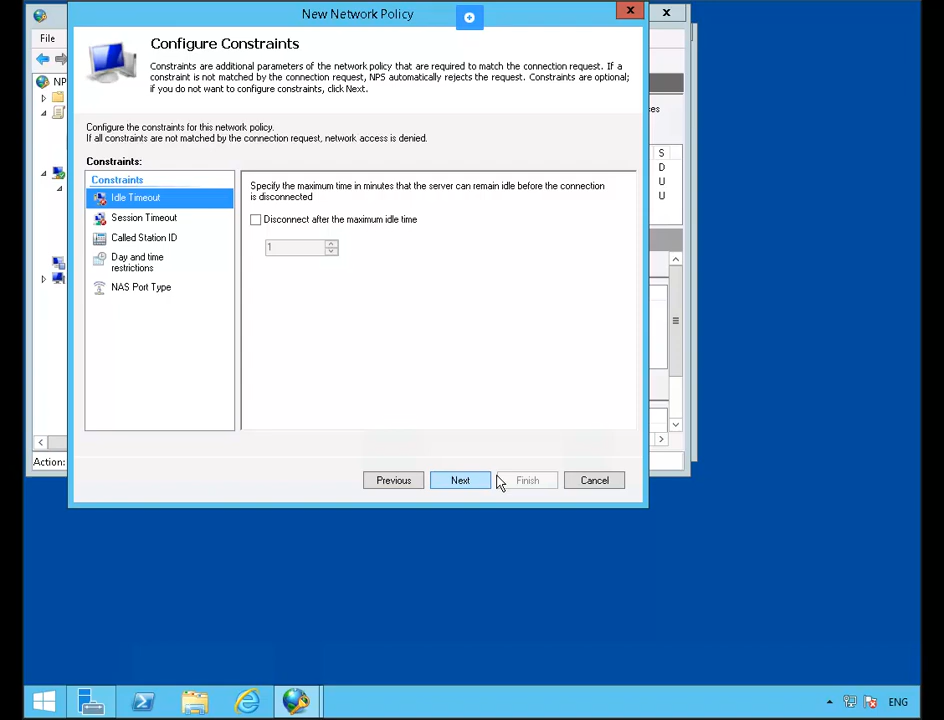 New Network Policy
File
Configure Constraints
Constraints are additional parameters of the network policy that are required to match the connection request. If a
constraint is not matched by the connection request, NPS automatically rejects the request. Constraints are optional;
if you do not want to configure constraints, click Next.
NP
Configure the constraints for this network policy.
If all constraints are not matched by the connection request, network access is denied.
Constraints:
Constraints
Idle Timeout
Session Timeout
Called Station ID
Day and time
restrictions
NAS Port Type
Specify the maximum time in minutes that the server can remain idle before the connection
is disconnected
Disconnect after the maximum idle time
1
ces
S
D
U
U
Action:
Previous
Next
Finish
Cancel
ENG